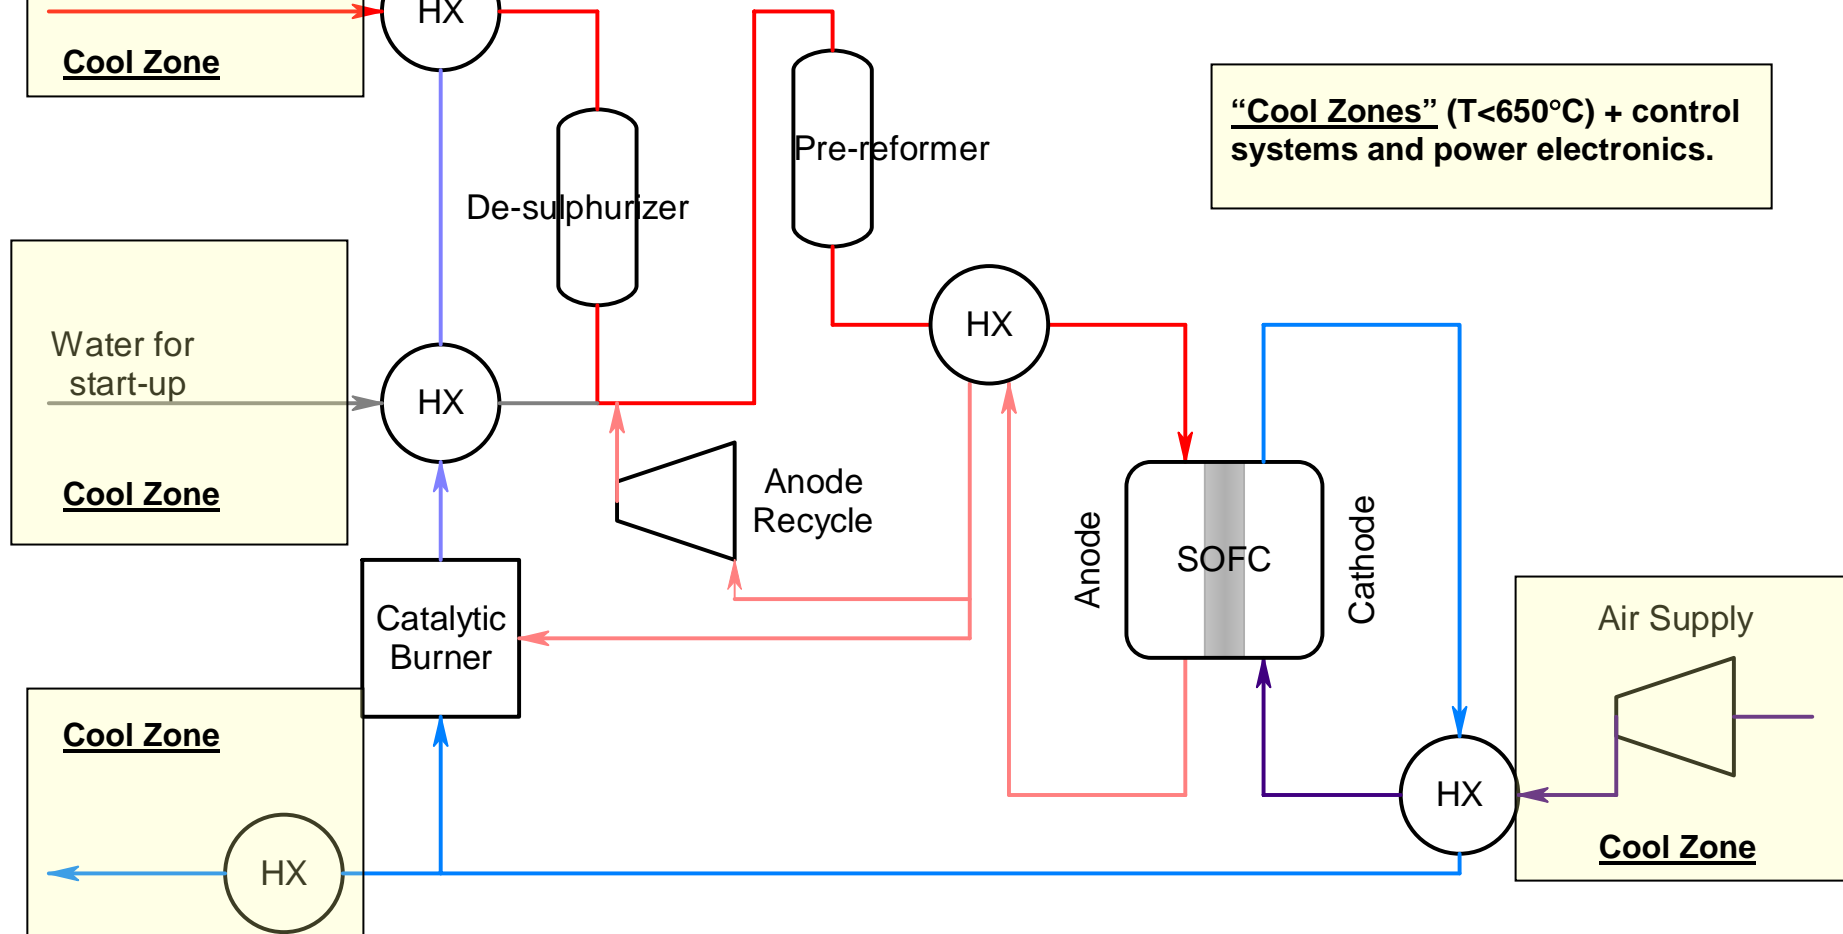 HX
Cool Zone
“Cool Zones” (T<650°C) + control
systems and power electronics.
Pre-reformer
De-sulphurizer
Water for
start-up
HX
HX
Cool Zone
Anode
Recycle
Anode
SOFC
Cathode
Catalytic
Burner
Air Supply
Cool Zone
HX
Cool Zone
HX